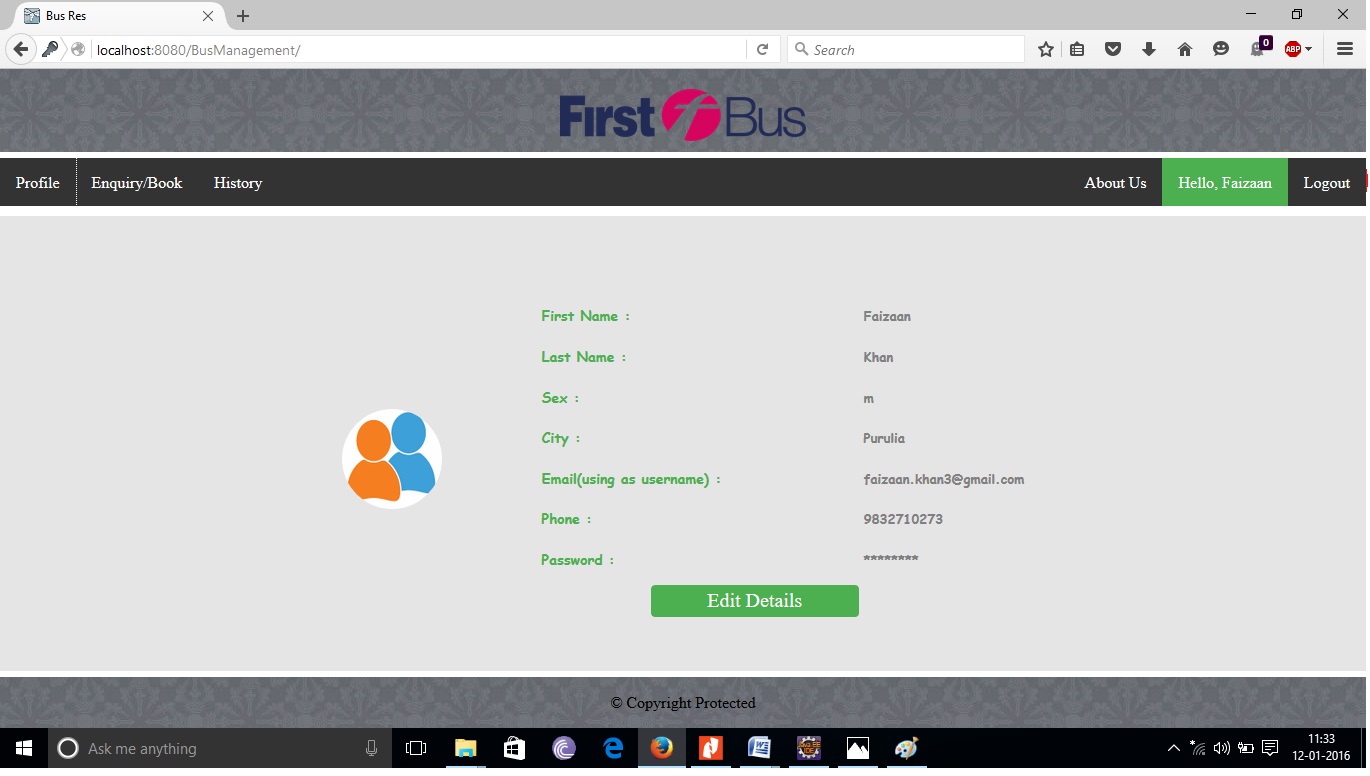 Bus Res
localhost:8080/BusManagement/
Search
0
ABP
First Bus
Profile Enquiry/Book History About Us Hello, Faizaan Logout
First Name : Faizaan
Last Name : Khan
Sex : m
City : Purulia
Email(using as username) : faizaan.khan3@gmail.com
Phone : 9832710273
Password : ********
Edit Details
© Copyright Protected
Ask me anything
11:33
12-01-2016